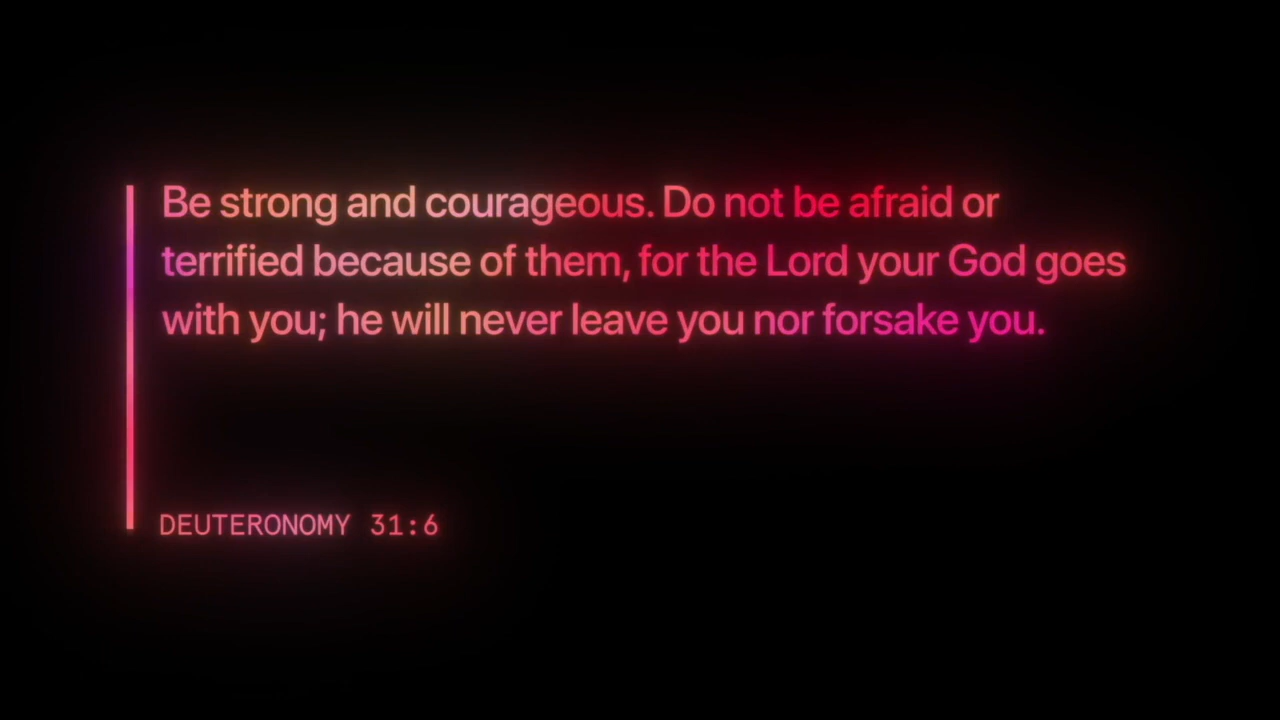 Be strong and courageous. Do not be afraid or
terrified because of them, for the Lord your God goes
with you; he will never leave you nor forsake you.
DEUTERONOMY 31:6